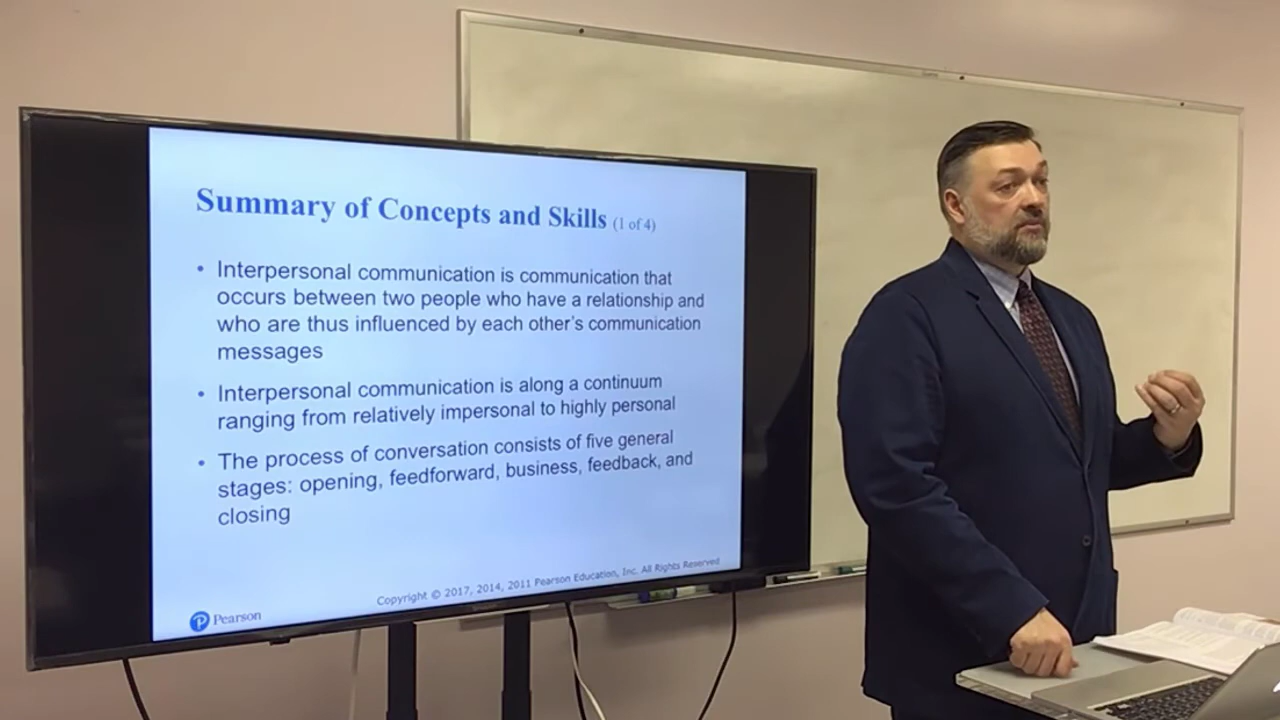 Summary of Concepts and Skills (1 of 4)
• Interpersonal communication is communication that
occurs between two people who have a relationship and
who are thus influenced by each other's communication
messages
• Interpersonal communication is along a continuum
ranging from relatively impersonal to highly personal
• The process of conversation consists of five general
stages: opening, feedforward, business, feedback, and
closing
Copyright © 2017, 2014, 2011 Pearson Education, Inc. All Rights Reserved
Pearson